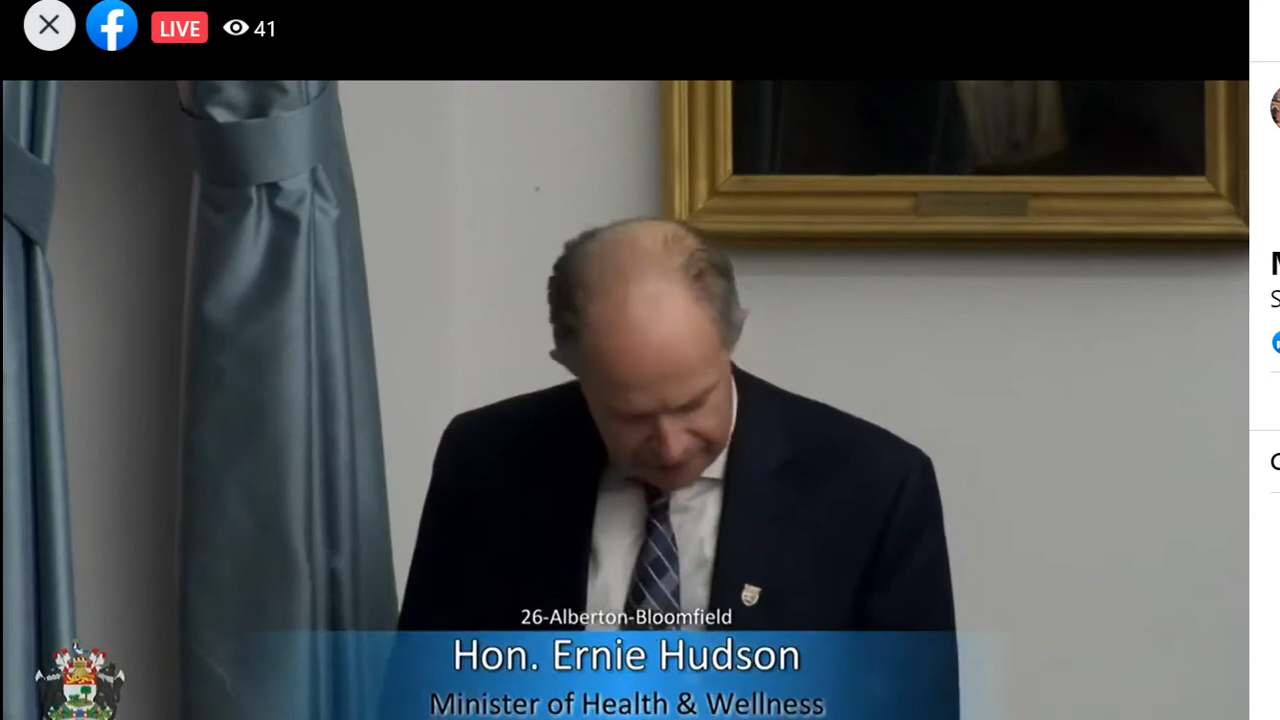 LIVE 41
26-Alberton-Bloomfield
Hon. Ernie Hudson
Minister of Health & Wellness